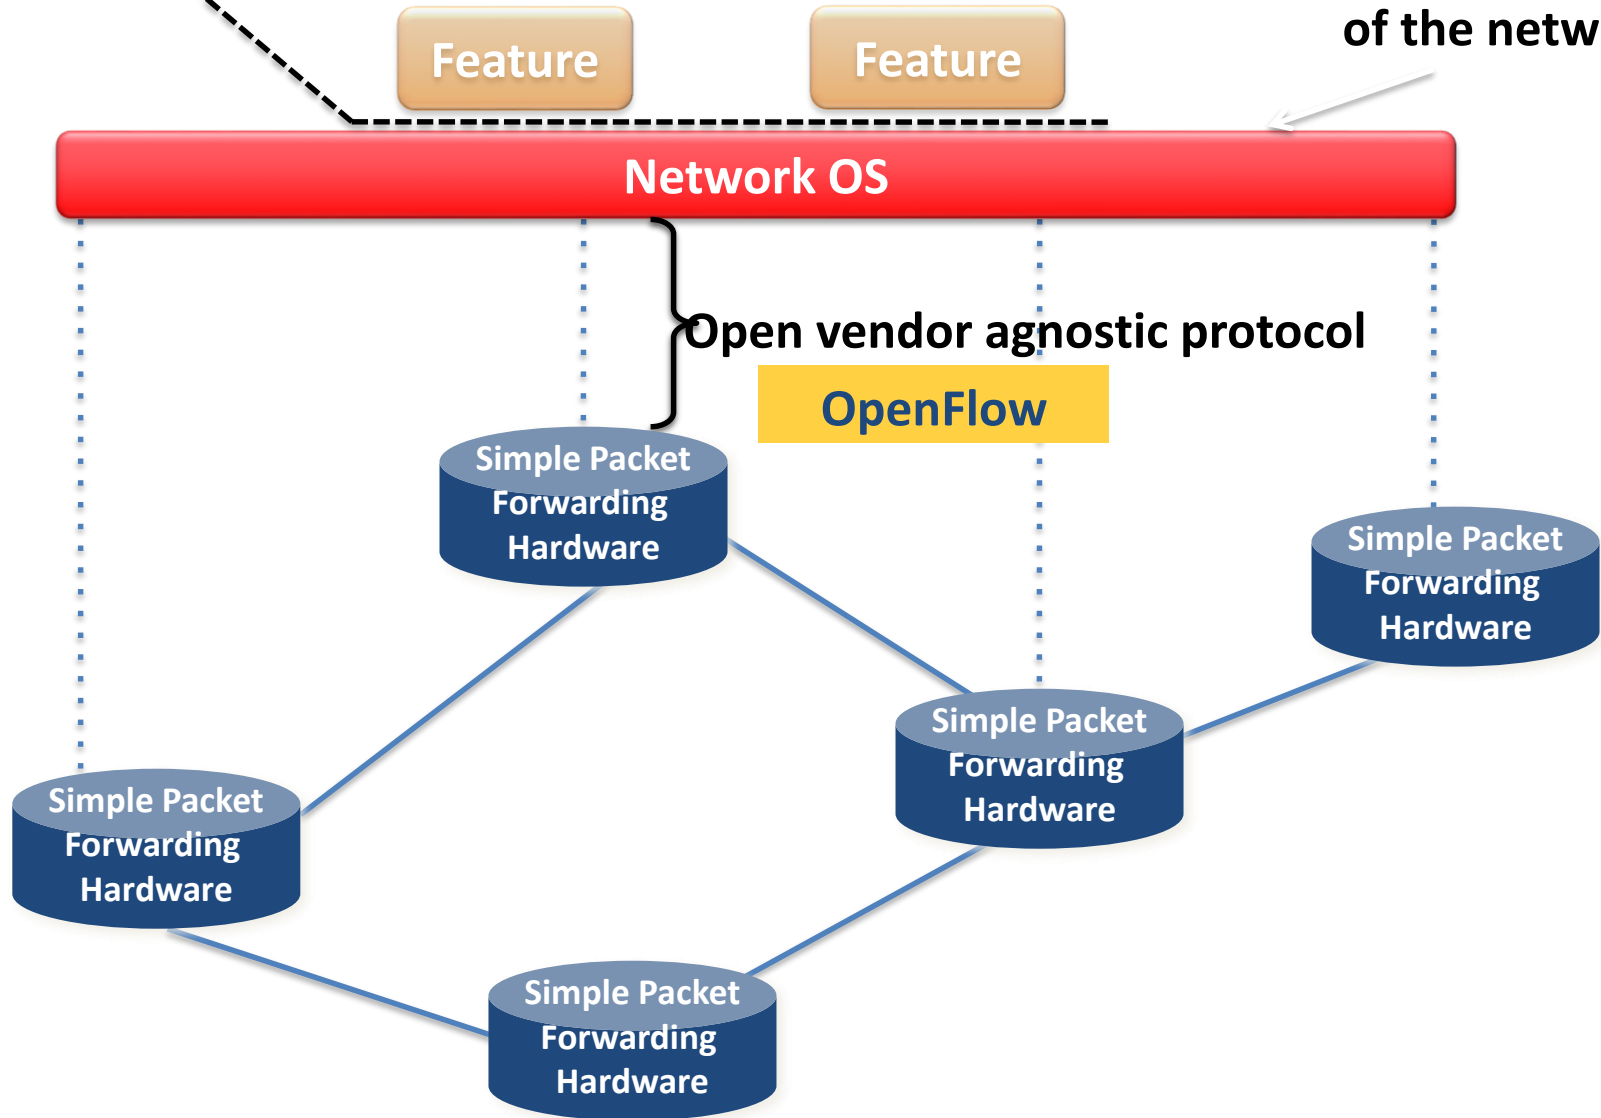 of the netw
Feature
Feature
Network OS
Open vendor agnostic protocol
OpenFlow
Simple Packet
Forwarding
Hardware
Simple Packet
Forwarding
Hardware
Simple Packet
Forwarding
Hardware
Simple Packet
Forwarding
Hardware
Simple Packet
Forwarding
Hardware